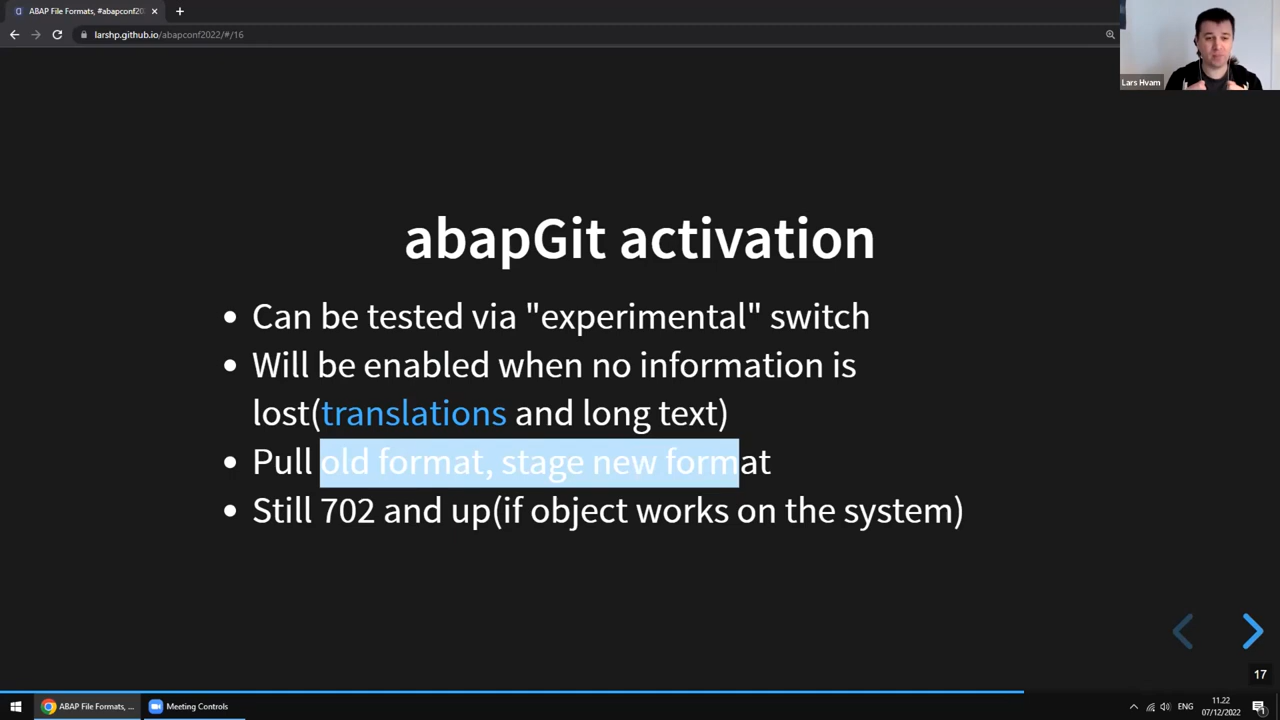 ABAP File Formats, #abapconf20
larshp.github.io/abapconf2022/#/16
Lars Hvam
abapGit activation
Can be tested via "experimental" switch
Will be enabled when no information is
lost(translations and long text)
Pull old format, stage new format
Still 702 and up(if object works on the system)
17
ABAP File Formats, ...
Meeting Controls
ENG
11.22
07/12/2022
1